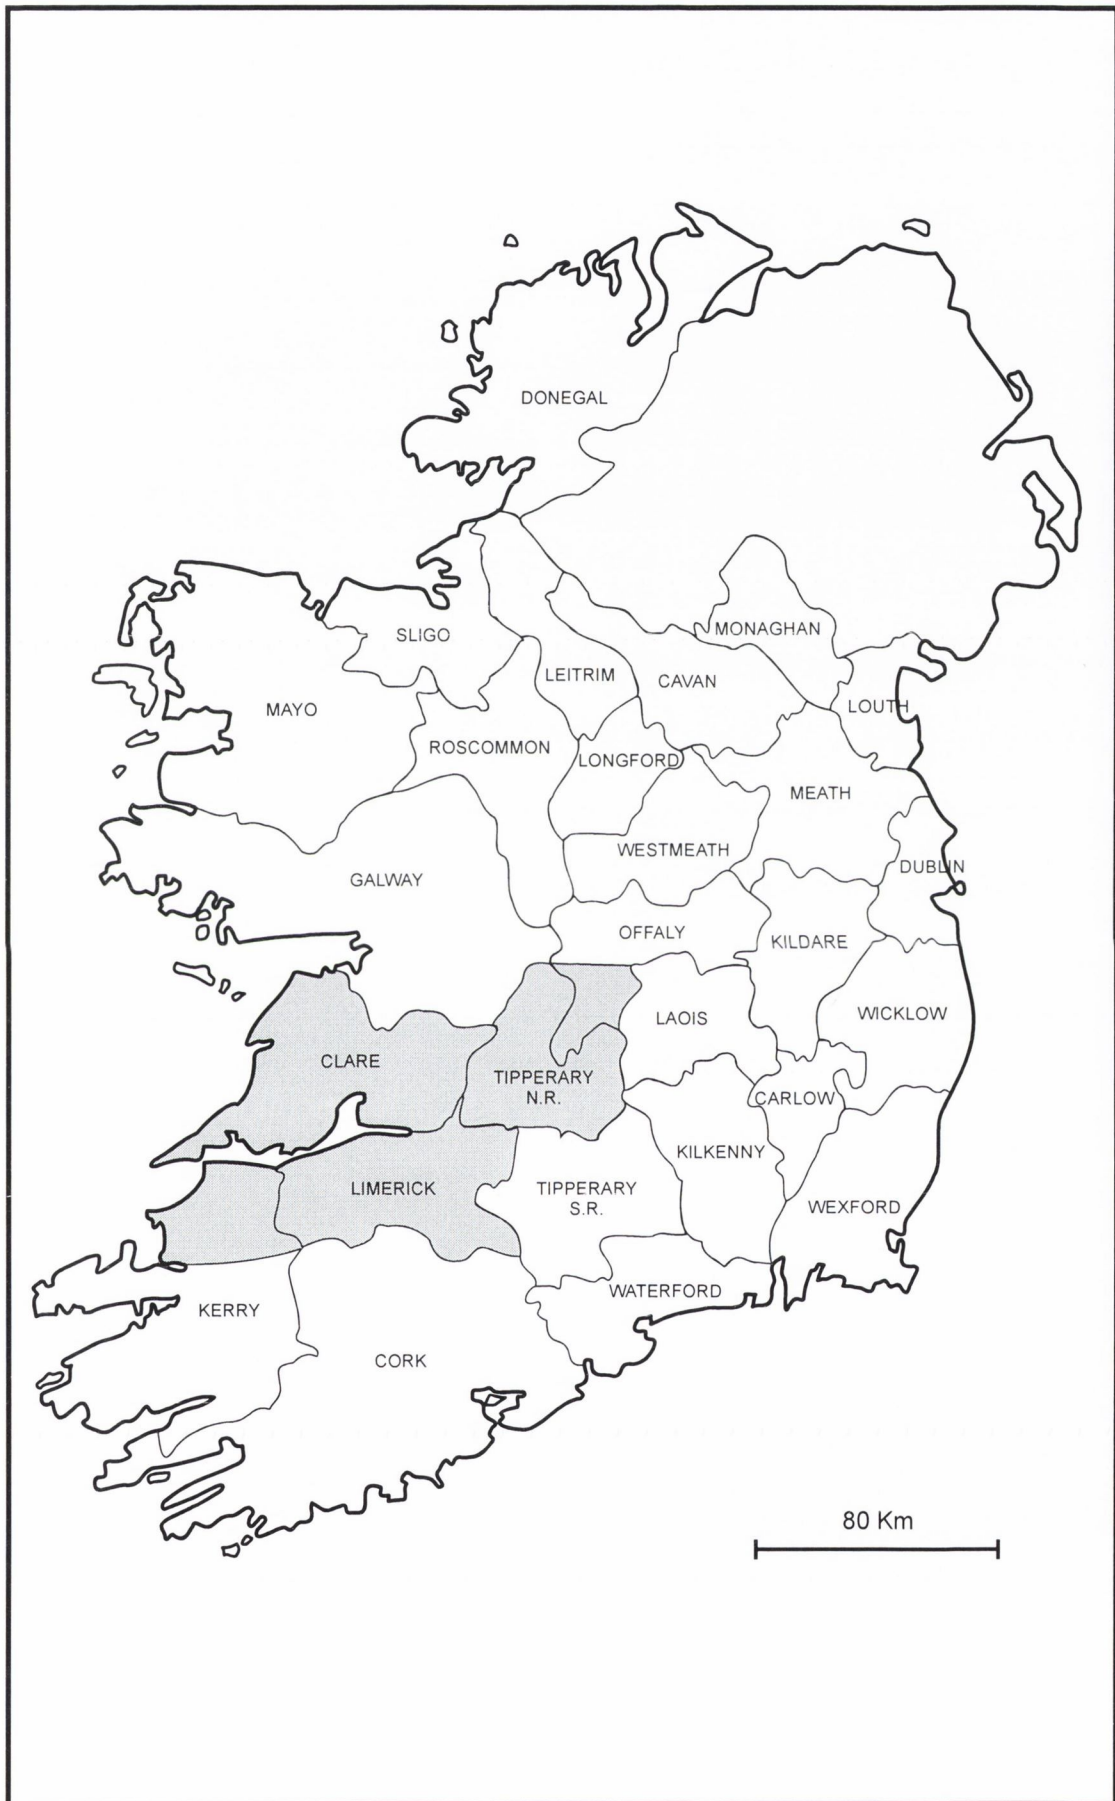 DONEGAL
MONAGHAN
SLIGO
LEITRIM
CAVAN
LOUTH
MAYO
ROSCOMMON
LONGFORD
MEATH
WESTMEATH
DUBLIN
GALWAY
OFFALY
KILDARE
WICKLOW
LAOIS
CLARE
TIPPERARY
N.R.
CARLOW
KILKENNY
LIMERICK
TIPPERARY
S.R.
WEXFORD
WATERFORD
KERRY
CORK
80 Km